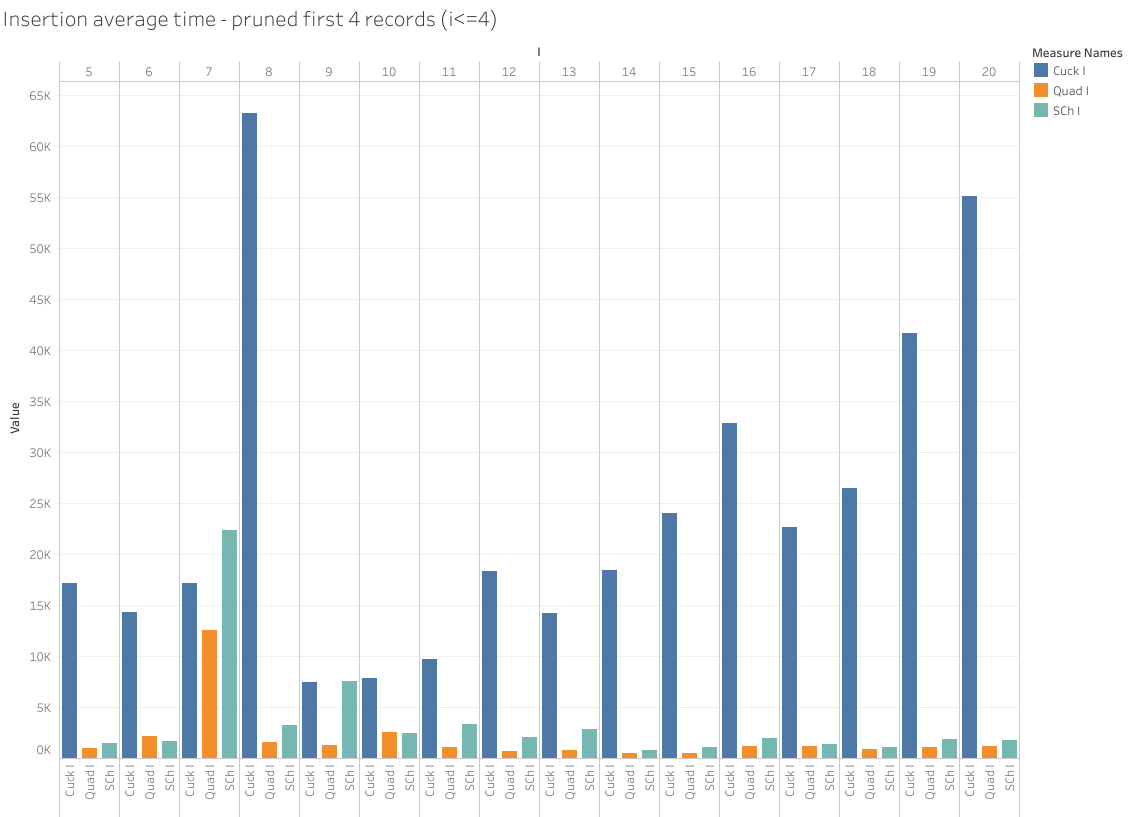 Insertion average time - pruned first 4 records (i<=4)
I
Measure Names
5 6 7 8 9 10 11 12 13 14 15 16 17 18 19 20
Cuck I
Quad I
SCh I
65K
60K
55K
50K
45K
40K
35K
30K
25K
20K
15K
10K
5K
0K
Value
Cuck I Quad I SCh I Cuck I Quad I SCh I Cuck I Quad I SCh I Cuck I Quad I SCh I Cuck I Quad I SCh I Cuck I Quad I SCh I Cuck I Quad I SCh I Cuck I Quad I SCh I Cuck I Quad I SCh I Cuck I Quad I SCh I Cuck I Quad I SCh I Cuck I Quad I SCh I Cuck I Quad I SCh I Cuck I Quad I SCh I Cuck I Quad I SCh I Cuck I Quad I SCh I